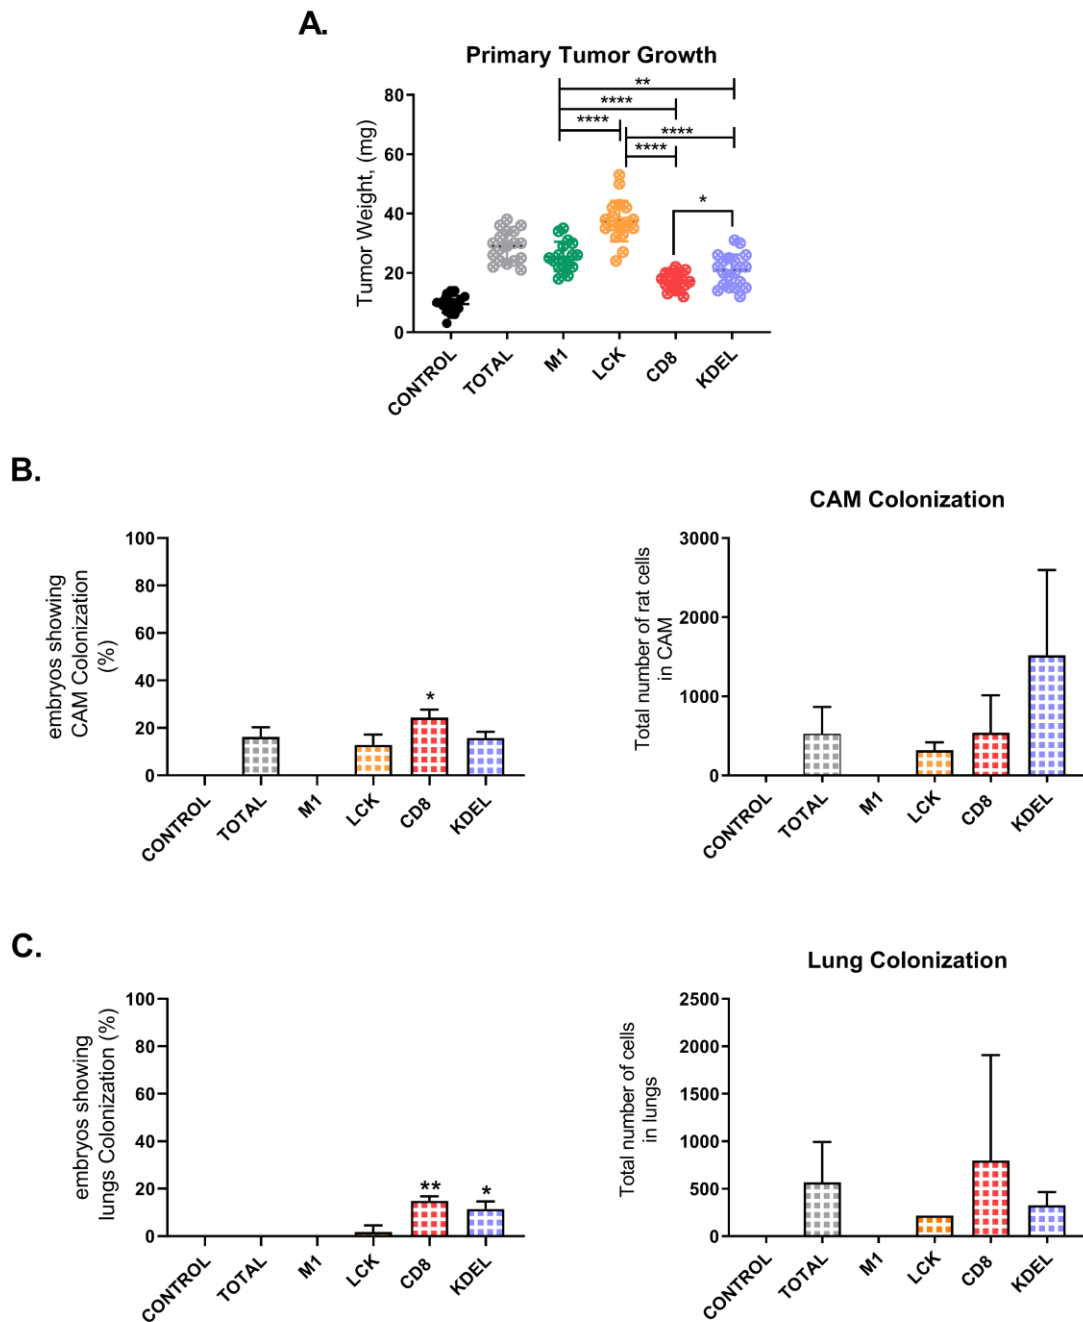 A.
Primary Tumor Growth
**
****
****
****
****
*
Tumor Weight, (mg)
80
60
40
20
0
CONTROL
TOTAL
M1
LCK
CD8
KDEL
B.
embryos showing
CAM Colonization
(%)
100
80
60
40
20
0
*
CONTROL
TOTAL
M1
LCK
CD8
KDEL
CAM Colonization
Total number of rat cells
in CAM
3000
2000
1000
0
CONTROL
TOTAL
M1
LCK
CD8
KDEL
C.
embryos showing
lungs Colonization (%)
100
80
60
40
20
0
**
*
CONTROL
TOTAL
M1
LCK
CD8
KDEL
Lung Colonization
Total number of cells
in lungs
2500
2000
1500
1000
500
0
CONTROL
TOTAL
M1
LCK
CD8
KDEL